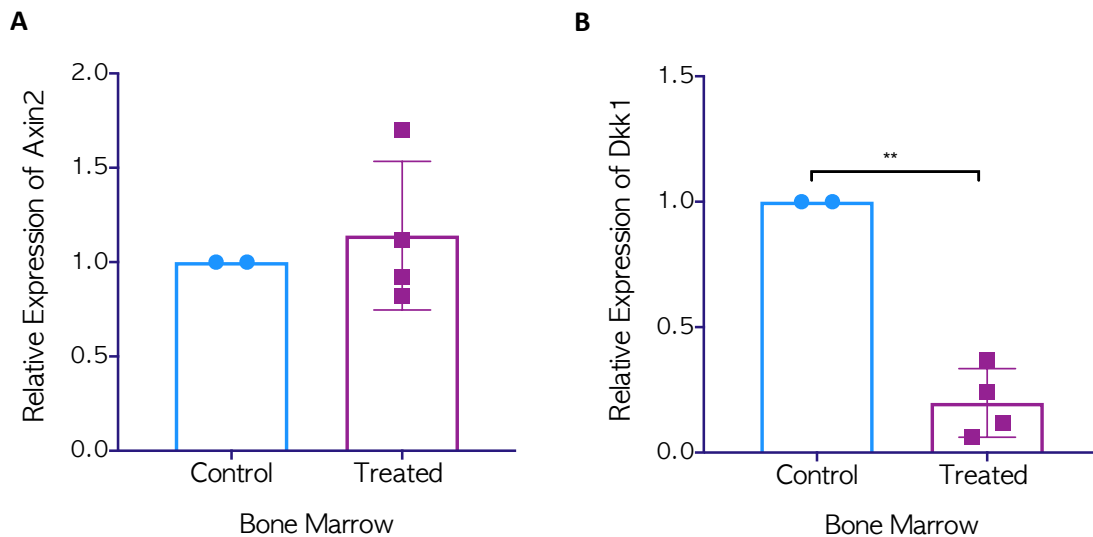 A
Relative Expression of Axin2
2.0
1.5
1.0
0.5
0.0
Control Treated
Bone Marrow
B
Relative Expression of Dkk1
1.5
1.0
0.5
0.0
**
Control Treated
Bone Marrow